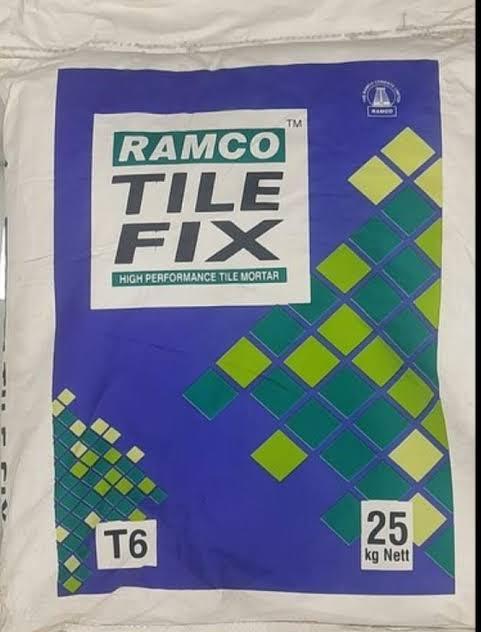 RAMCO
TM
RAMCO
TILE
FIX
HIGH PERFORMANCE TILE MORTAR
T6
25
kg Nett